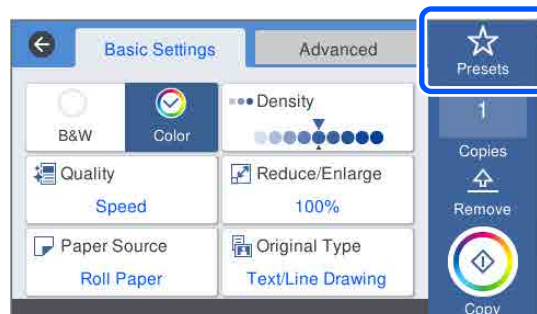 Basic Settings
Advanced
Presets
B&W
Color
Density
1
Copies
Quality
Speed
Reduce/Enlarge
100%
Remove
Paper Source
Roll Paper
Original Type
Text/Line Drawing
Copy